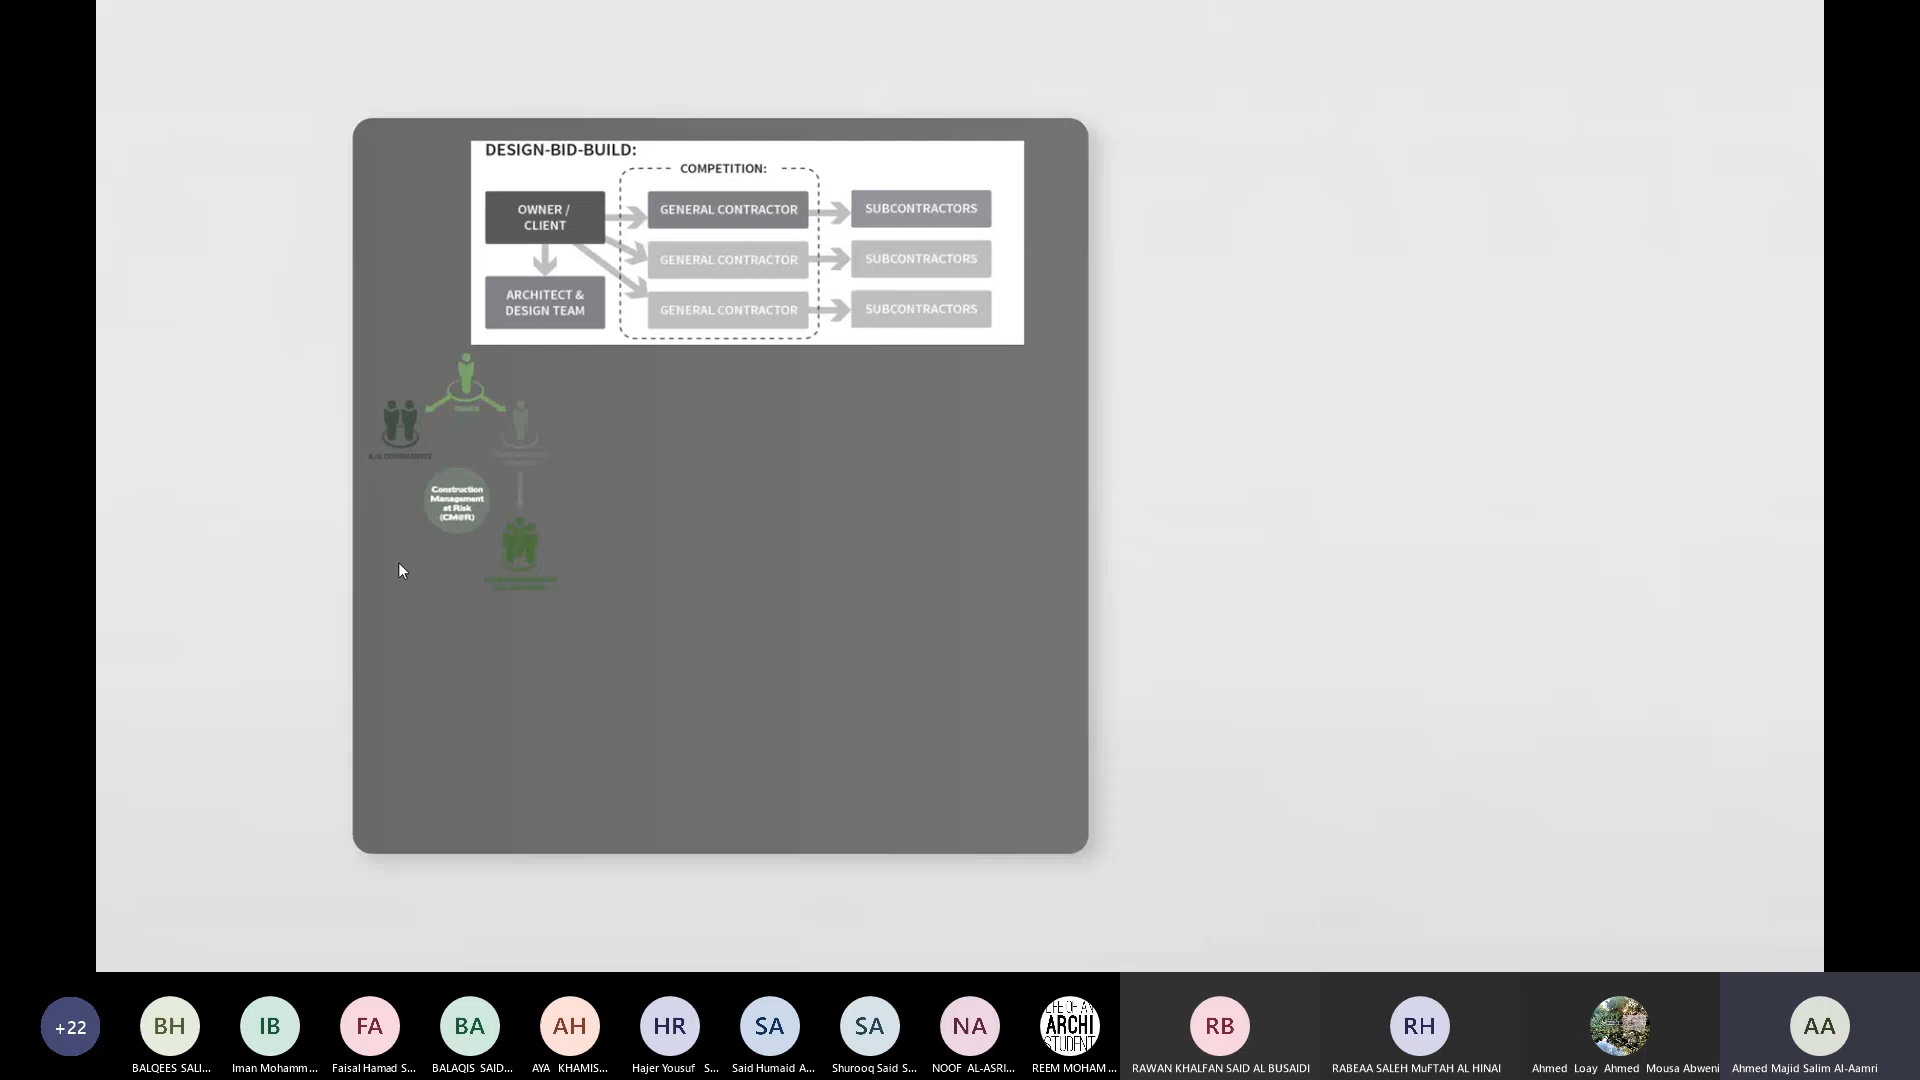 DESIGN-BID-BUILD:
COMPETITION:
OWNER /
CLIENT
GENERAL CONTRACTOR
SUBCONTRACTORS
GENERAL CONTRACTOR
SUBCONTRACTORS
ARCHITECT &
DESIGN TEAM
GENERAL CONTRACTOR
SUBCONTRACTORS
OWNER
Construction
Management
at Risk
(CM@R)
+22
BH
IB
FA
BA
AH
HR
SA
SA
NA
ARCHI
STUDENT
RB
RH
AA
BALQEES SALI...
Iman Mohamm...
Faisal Hamad S...
BALAQIS SAID...
AYA KHAMIS...
Hajer Yousuf S...
Said Humaid A...
Shurooq Said S...
NOOF AL-ASRI...
REEM MOHAM...
RAWAN KHALFAN SAID AL BUSAIDI
RABEAA SALEH MuFTAH AL HINAI
Ahmed Loay Ahmed Mousa Abweni
Ahmed Majid Salim Al-Aamri